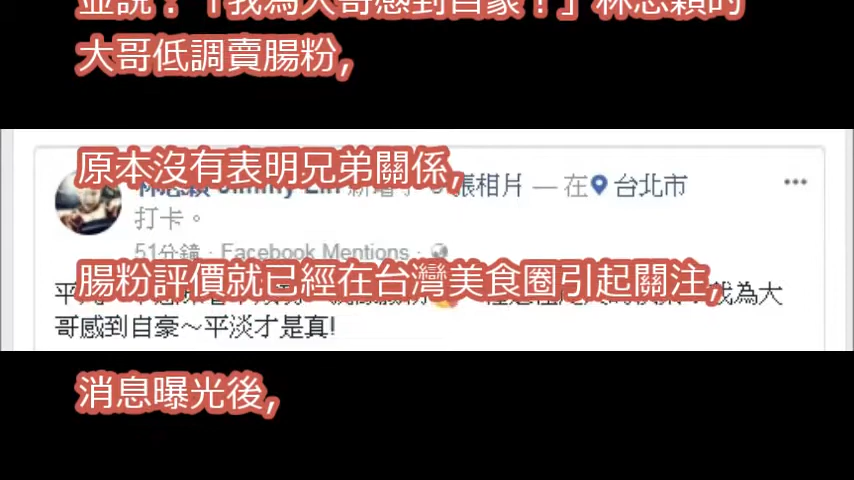 並說：「我為大哥感到自豪！」林志穎的
大哥低調賣腸粉，
原本沒有表明兄弟關係，
張相片 — 在 台北市
打卡。
51分鐘 · Facebook Mentions ·
腸粉評價就已經在台灣美食圈引起關注，
我為大
哥感到自豪～平淡才是真!
消息曝光後，